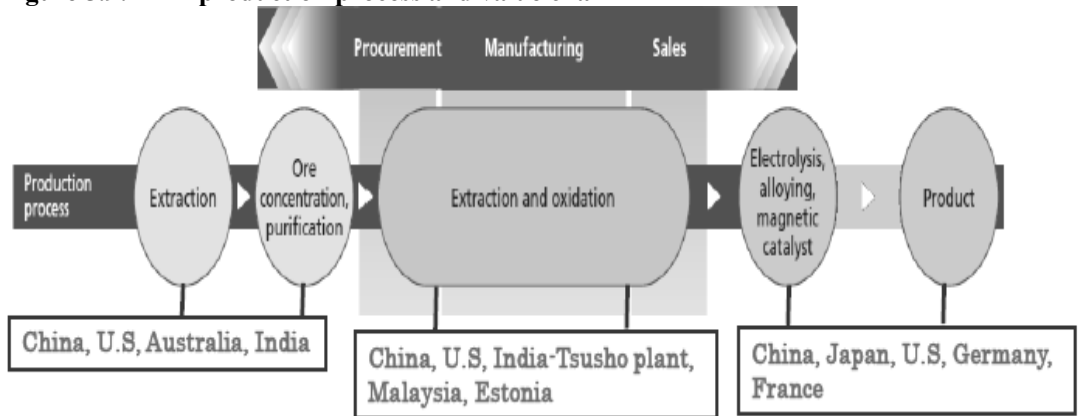 Procurement Manufacturing Sales
Production
process
Extraction
Ore
concentration,
purification
Extraction and oxidation
Electrolysis,
alloying,
magnetic
catalyst
Product
China, U.S, Australia, India
China, U.S, India-Tsusho plant,
Malaysia, Estonia
China, Japan, U.S, Germany,
France